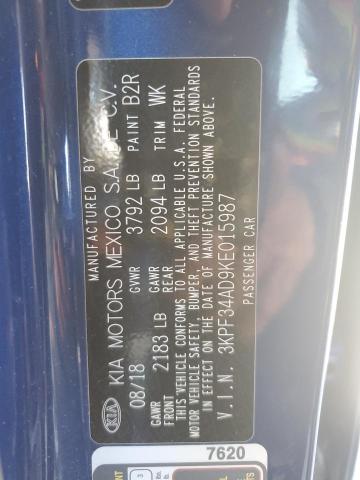 MANUFACTURED BY
KIA KIA MOTORS MEXICO S.A. DE C.V.
08/18 GVWR 3792 LB PAINT B2R
GAWR FRONT 2183 LB GAWR REAR 2094 LB TRIM WK
THIS VEHICLE CONFORMS TO ALL APPLICABLE U.S.A. FEDERAL
MOTOR VEHICLE SAFETY, BUMPER, AND THEFT PREVENTION STANDARDS
IN EFFECT ON THE DATE OF MANUFACTURE SHOWN ABOVE.
V.I.N. 3KPF34AD9KE015987
PASSENGER CAR
7620